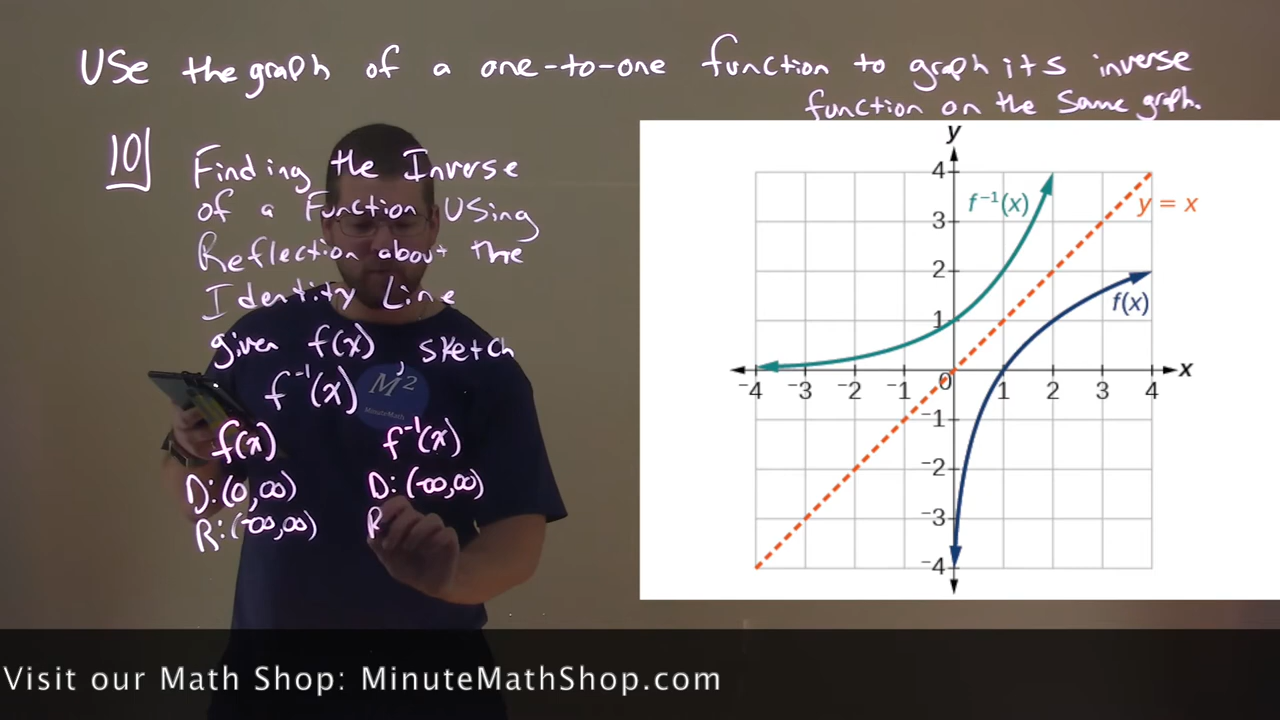 Use the graph of a one-to-one function to graph its inverse
function on the same graph.
10
Finding the Inverse
of a Function Using
Reflection about the
Identity Line
given f(x), sketch
f⁻¹(x)
M²
MinuteMath
f(x) f⁻¹(x)
D: (0, ∞) D: (-∞, ∞)
R: (-∞, ∞) R
y
4
f⁻¹(x)
y = x
3
2
f(x)
1
x
−4 −3 −2 −1 0 1 2 3 4
−1
−2
−3
−4
Visit our Math Shop: MinuteMathShop.com